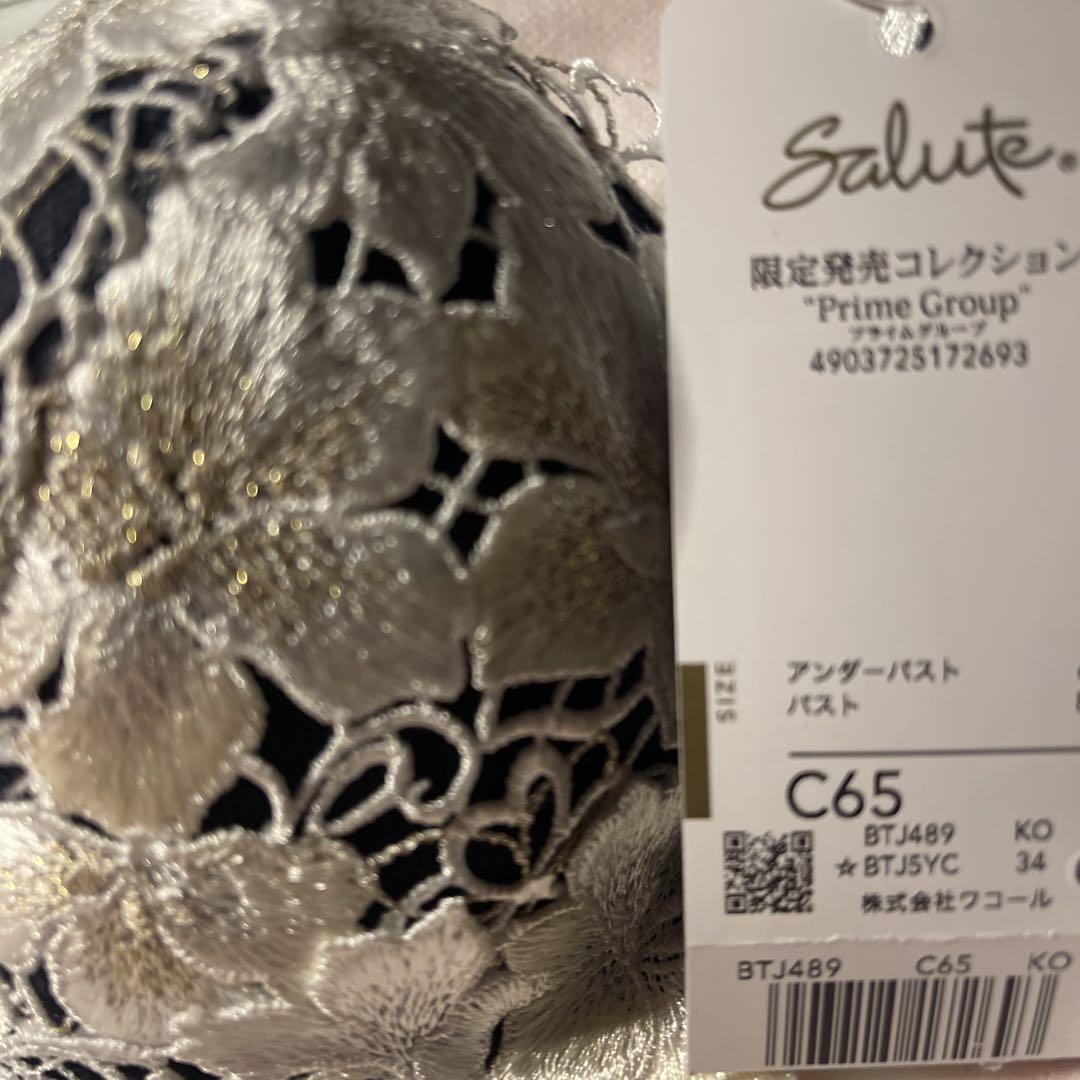 Salute®
限定発売コレクション
"Prime Group"
プライムグループ
4903725172693
SIZE
アンダーバスト
バスト
C65
BTJ489 KO
☆BTJ5YC 34
株式会社ワコール
BTJ489 C65 KO